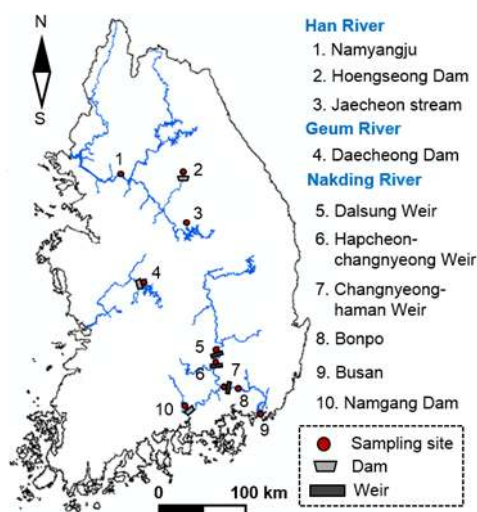 N
S
1
2
3
4
5
6
7
8
9
10
0
100 km
Han River
1. Namyangju
2. Hoengseong Dam
3. Jaecheon stream
Geum River
4. Daecheong Dam
Nakding River
5. Dalsung Weir
6. Hapcheon-
changnyeong Weir
7. Changnyeong-
haman Weir
8. Bonpo
9. Busan
10. Namgang Dam
Sampling site
Dam
Weir